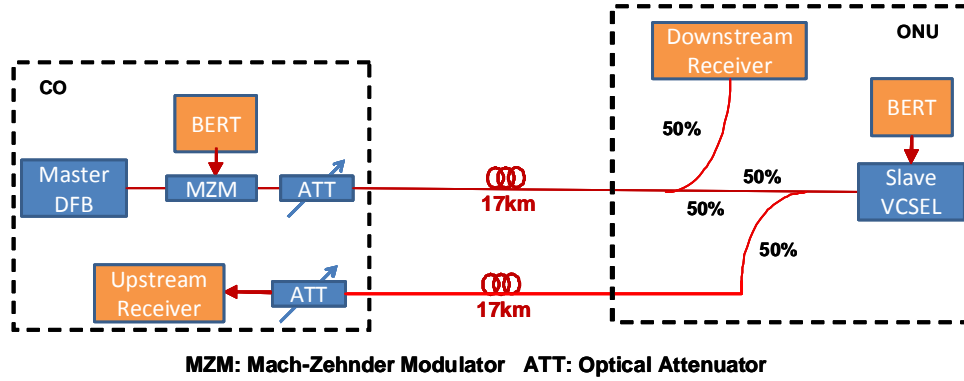 CO
BERT
Master
DFB
MZM
ATT
17km
Upstream
Receiver
ATT
17km
ONU
Downstream
Receiver
50%
50%
50%
50%
BERT
Slave
VCSEL
MZM: Mach-Zehnder Modulator ATT: Optical Attenuator